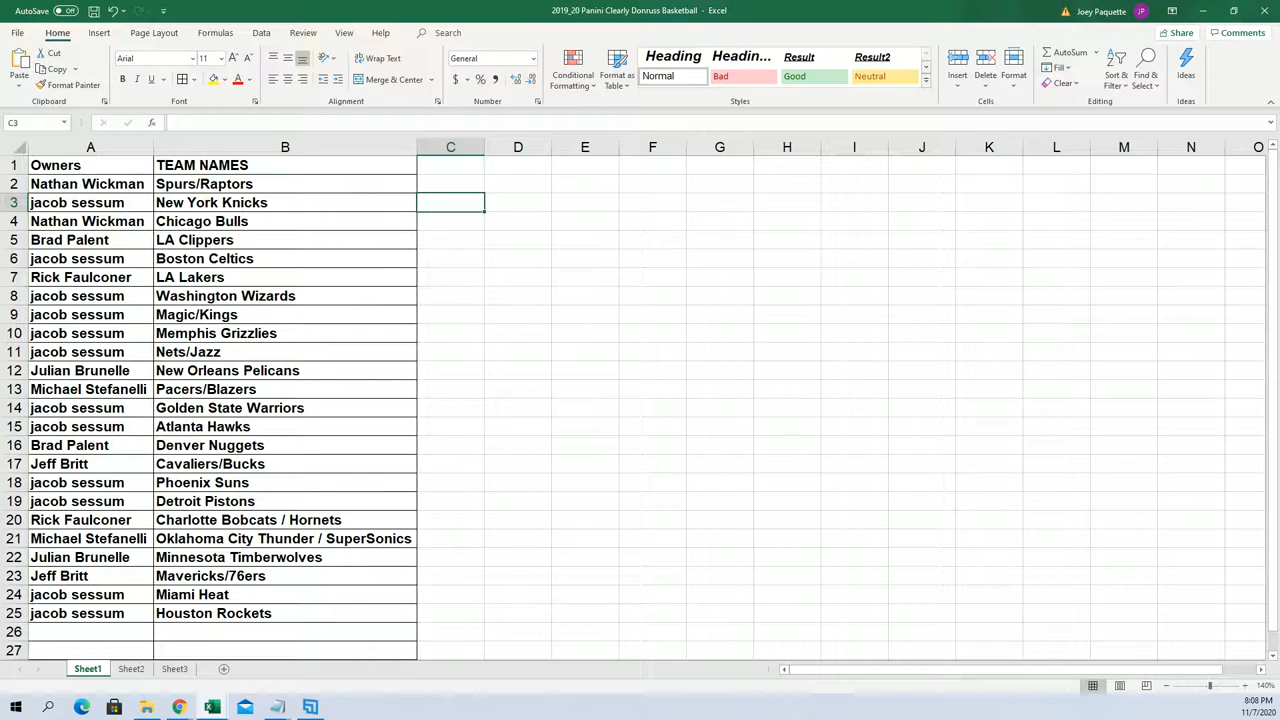 AutoSave Off 2019_20 Panini Clearly Donruss Basketball - Excel Joey Paquette JP
File Home Insert Page Layout Formulas Data Review View Help Search Share Comments
Paste Cut Copy Format Painter Clipboard
Arial 11 B I U Font
Wrap Text Merge & Center Alignment
General $ % Number
Conditional Formatting Format as Table
Heading Headin... Result Result2
Normal Bad Good Neutral Styles
Insert Delete Format Cells
AutoSum Fill Clear Sort & Filter Find & Select Editing
Ideas Ideas
C3 fx
A B C D E F G H I J K L M N O
1 Owners TEAM NAMES
2 Nathan Wickman Spurs/Raptors
3 jacob sessum New York Knicks
4 Nathan Wickman Chicago Bulls
5 Brad Palent LA Clippers
6 jacob sessum Boston Celtics
7 Rick Faulconer LA Lakers
8 jacob sessum Washington Wizards
9 jacob sessum Magic/Kings
10 jacob sessum Memphis Grizzlies
11 jacob sessum Nets/Jazz
12 Julian Brunelle New Orleans Pelicans
13 Michael Stefanelli Pacers/Blazers
14 jacob sessum Golden State Warriors
15 jacob sessum Atlanta Hawks
16 Brad Palent Denver Nuggets
17 Jeff Britt Cavaliers/Bucks
18 jacob sessum Phoenix Suns
19 jacob sessum Detroit Pistons
20 Rick Faulconer Charlotte Bobcats / Hornets
21 Michael Stefanelli Oklahoma City Thunder / SuperSonics
22 Julian Brunelle Minnesota Timberwolves
23 Jeff Britt Mavericks/76ers
24 jacob sessum Miami Heat
25 jacob sessum Houston Rockets
26
27
Sheet1 Sheet2 Sheet3
140%
8:08 PM
11/7/2020